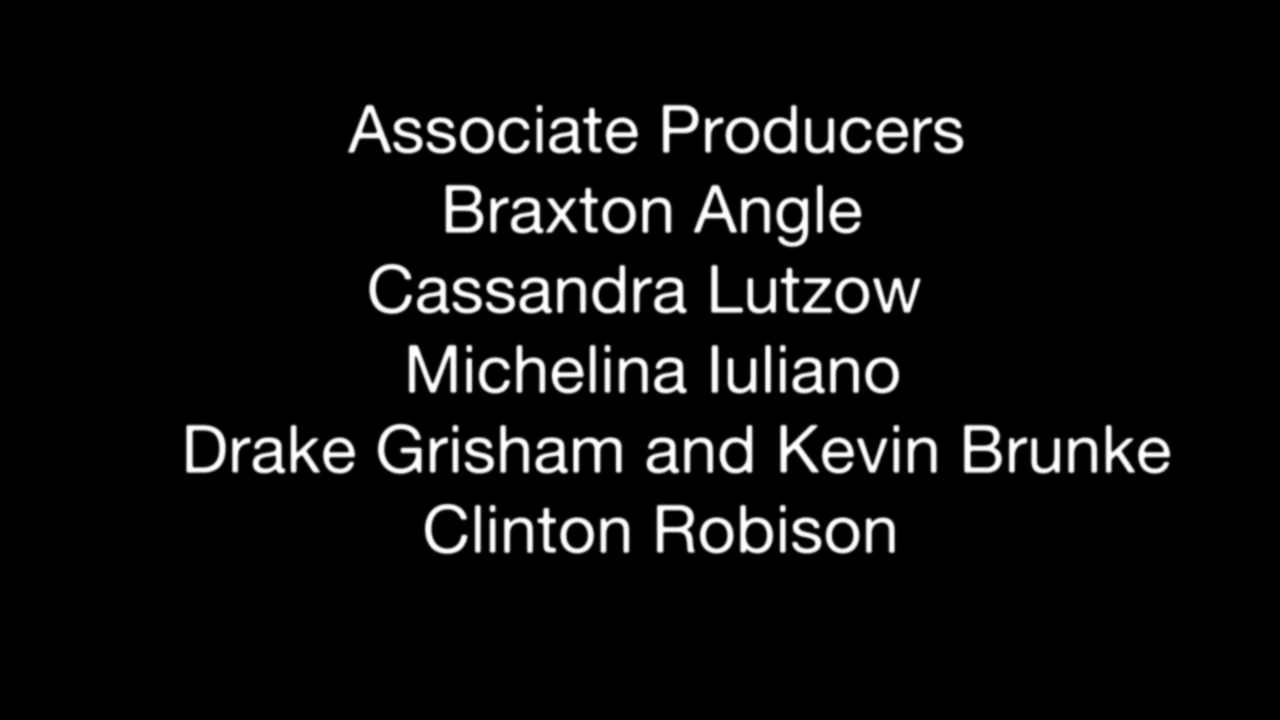 Associate Producers
Braxton Angle
Cassandra Lutzow
Michelina Iuliano
Drake Grisham and Kevin Brunke
Clinton Robison